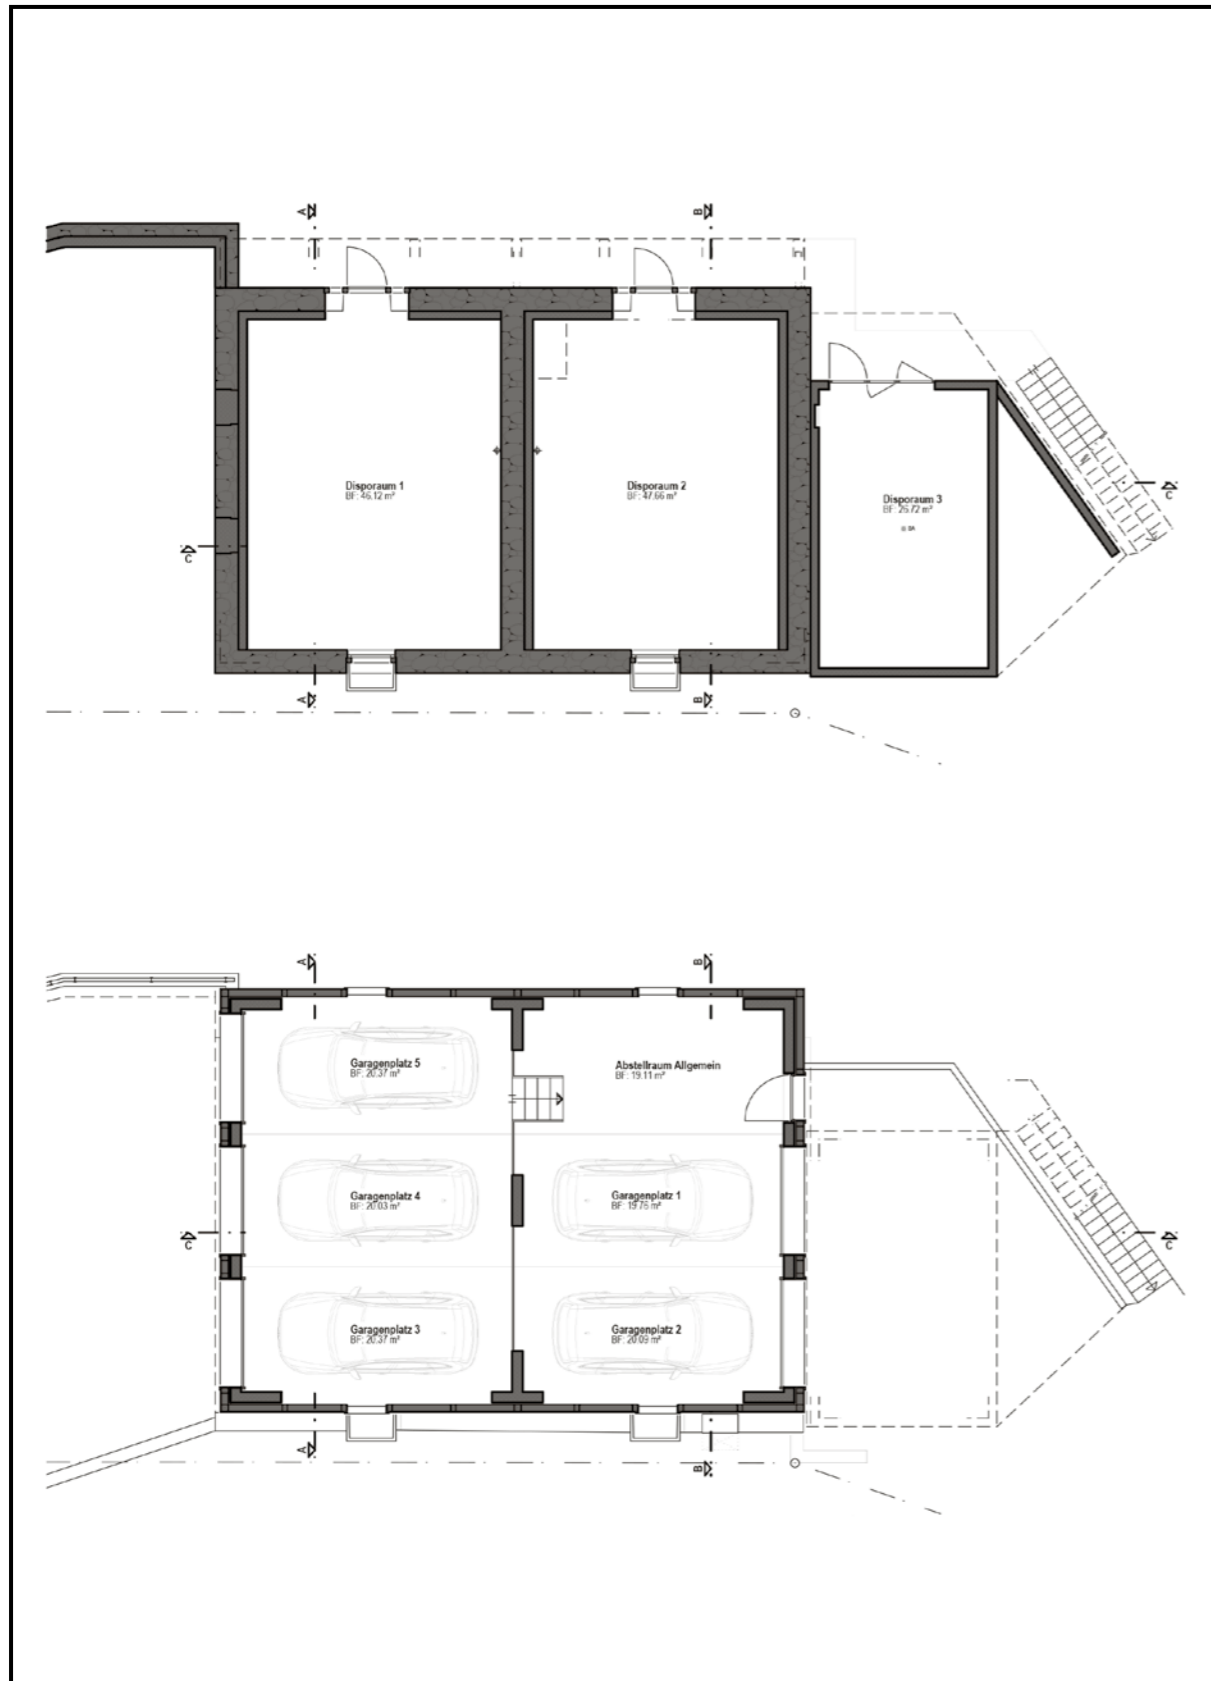 A
B
Disporaum 1
BF: 46.12 m²
Disporaum 2
BF: 47.66 m²
Disporaum 3
BF: 26.72 m²
C
C
A
B
A
B
Garagenplatz 5
BF: 20.37 m²
Abstellraum Allgemein
BF: 19.11 m²
Garagenplatz 4
BF: 20.03 m²
Garagenplatz 1
BF: 19.76 m²
C
C
Garagenplatz 3
BF: 20.37 m²
Garagenplatz 2
BF: 20.09 m²
A
B